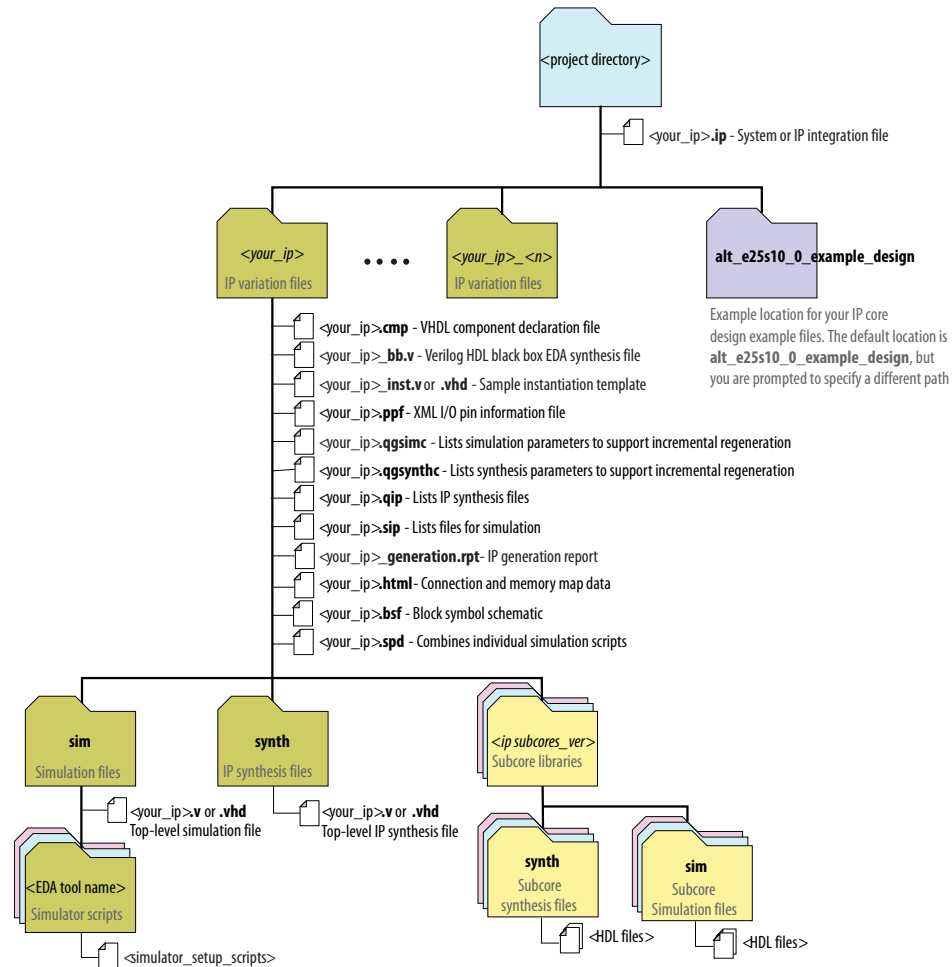 <project directory>
<your_ip>.ip - System or IP integration file
<your_ip>
IP variation files
<your_ip>_<n>
IP variation files
alt_e25s10_0_example_design
Example location for your IP core
design example files. The default location is
alt_e25s10_0_example_design, but
you are prompted to specify a different path
<your_ip>.cmp - VHDL component declaration file
<your_ip>_bb.v - Verilog HDL black box EDA synthesis file
<your_ip>_inst.v or .vhd - Sample instantiation template
<your_ip>.ppf - XML I/O pin information file
<your_ip>.qgsimc - Lists simulation parameters to support incremental regeneration
<your_ip>.qgsynthc - Lists synthesis parameters to support incremental regeneration
<your_ip>.qip - Lists IP synthesis files
<your_ip>.sip - Lists files for simulation
<your_ip>_generation.rpt- IP generation report
<your_ip>.html- Connection and memory map data
<your_ip>.bsf - Block symbol schematic
<your_ip>.spd - Combines individual simulation scripts
sim
Simulation files
synth
IP synthesis files
<ip subcores_ver>
Subcore libraries
<your_ip>.v or .vhd
Top-level simulation file
<your_ip>.v or .vhd
Top-level IP synthesis file
<EDA tool name>
Simulator scripts
synth
Subcore
synthesis files
sim
Subcore
Simulation files
<HDL files>
<HDL files>
<simulator_setup_scripts>